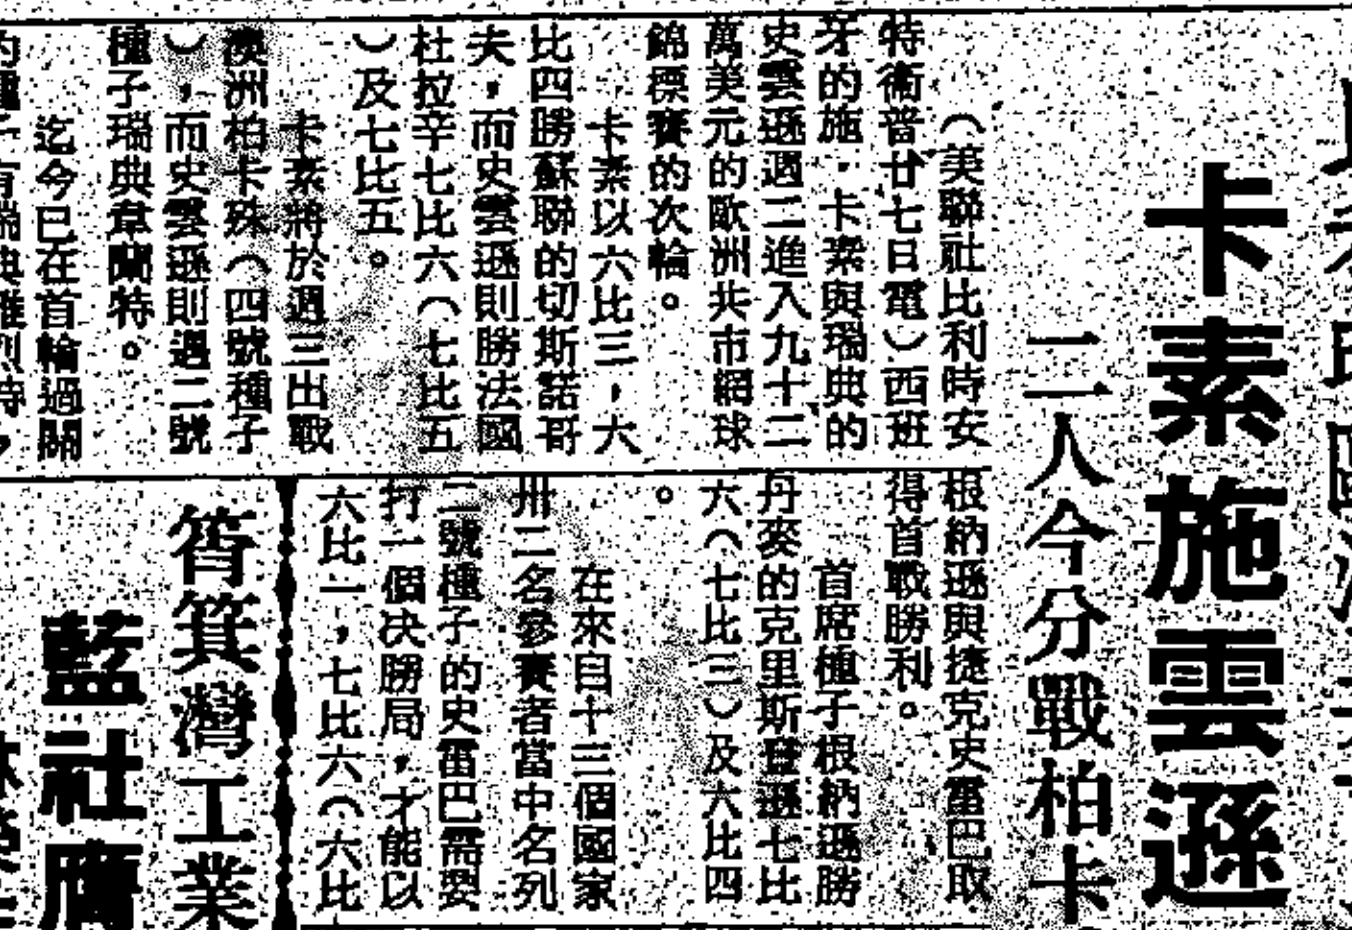 卡素施雲遜
二人今分戰柏卡
（美聯社比利時安
特衛普廿七日電）西班
牙的施．卡素與瑞典的
史雲遜週二進入九十二
萬美元的歐洲共市網球
錦標賽的次輪。
卡素以六比三，大
比四勝蘇聯的切斯諾哥
夫，而史雲遜則勝法國
杜拉辛七比六（七比五
）及七比五。
卡素將於週三出戰
澳洲柏卡殊（四號種子
），而史雲遜則遇二號
種子瑞典韋蘭特。
迄今已在首輪過關
根納遜與捷克史雷巴取
得首戰勝利。
首席種子根納遜勝
丹麥的克里斯登遜七比
六（七比三）及六比四
。
在來自十三個國家
卅二名參賽者當中名列
二號種子的史雷巴需要
打一個決勝局，才能以
六比一，七比六（六比
筲箕灣工業
藍社膺